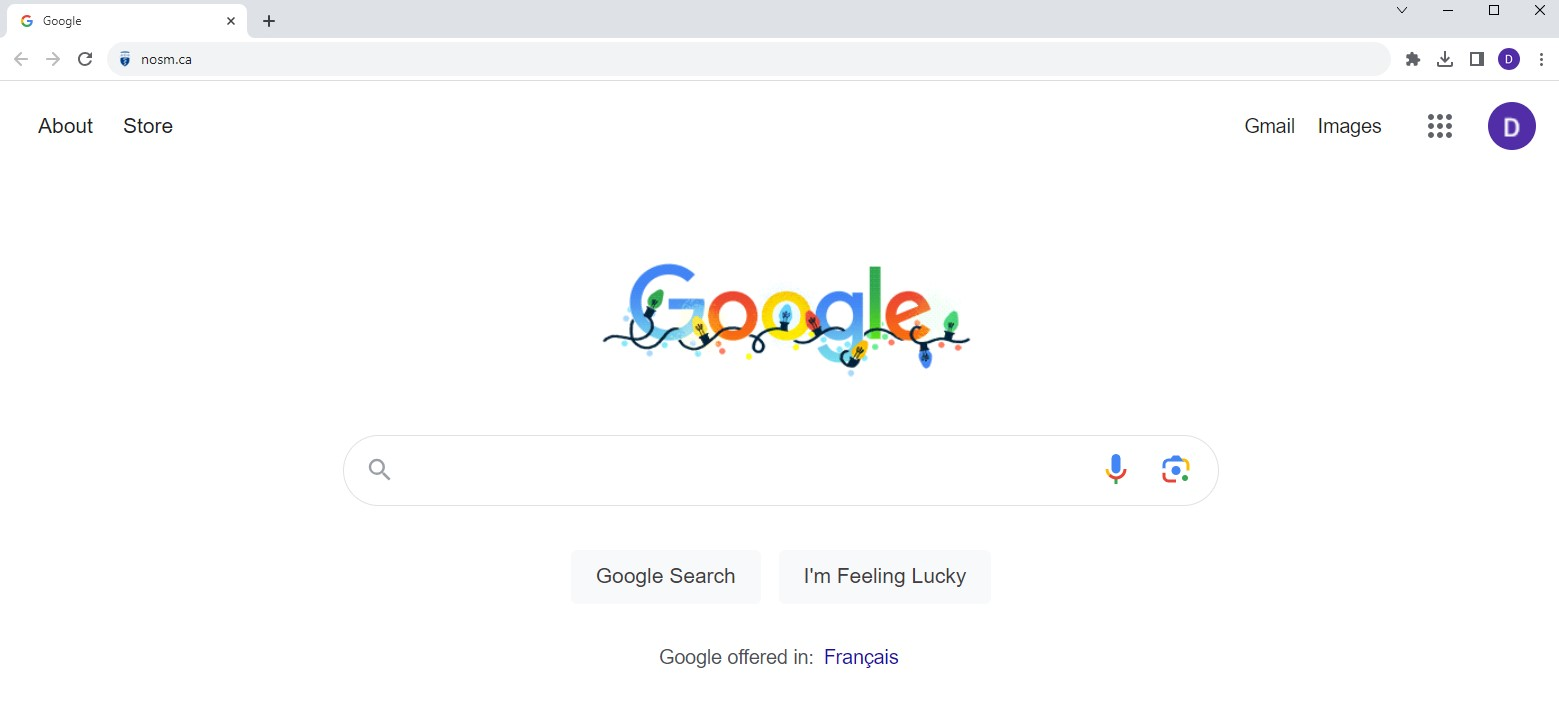 Google
nosm.ca
D
About Store Gmail Images D
Google
Google Search I'm Feeling Lucky
Google offered in: Français